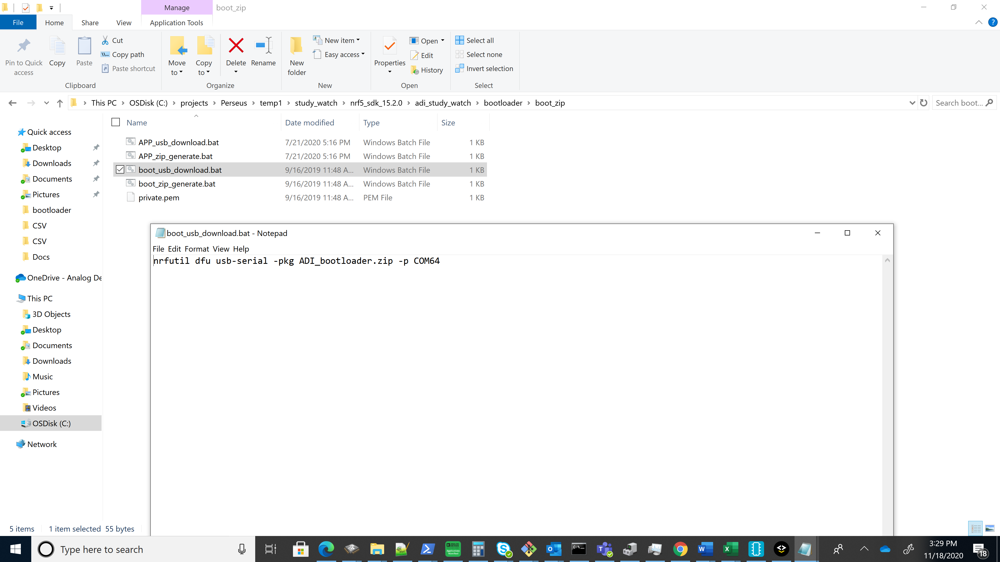 Manage
boot_zip
File
Home
Share
View
Application Tools
Pin to Quick access
Copy
Paste
Cut
Copy path
Paste shortcut
Clipboard
Move to
Copy to
Delete
Rename
Organize
New folder
New item
Easy access
New
Properties
Open
Edit
History
Open
Select all
Select none
Invert selection
Select
This PC > OSDisk (C:) > projects > Perseus > temp1 > study_watch > nrf5_sdk_15.2.0 > adi_study_watch > bootloader > boot_zip
Search boot...
Name Date modified Type Size
APP_usb_download.bat 7/21/2020 5:16 PM Windows Batch File 1 KB
APP_zip_generate.bat 7/21/2020 5:16 PM Windows Batch File 1 KB
boot_usb_download.bat 9/16/2019 11:48 A... Windows Batch File 1 KB
boot_zip_generate.bat 9/16/2019 11:48 A... Windows Batch File 1 KB
private.pem 9/16/2019 11:48 A... PEM File 1 KB
Quick access
Desktop
Downloads
Documents
Pictures
bootloader
CSV
CSV
Docs
OneDrive - Analog De
This PC
3D Objects
Desktop
Documents
Downloads
Music
Pictures
Videos
OSDisk (C:)
Network
boot_usb_download.bat - Notepad
File Edit Format View Help
nrfutil dfu usb-serial -pkg ADI_bootloader.zip -p COM64
5 items 1 item selected 55 bytes
Type here to search
3:29 PM
11/18/2020
18